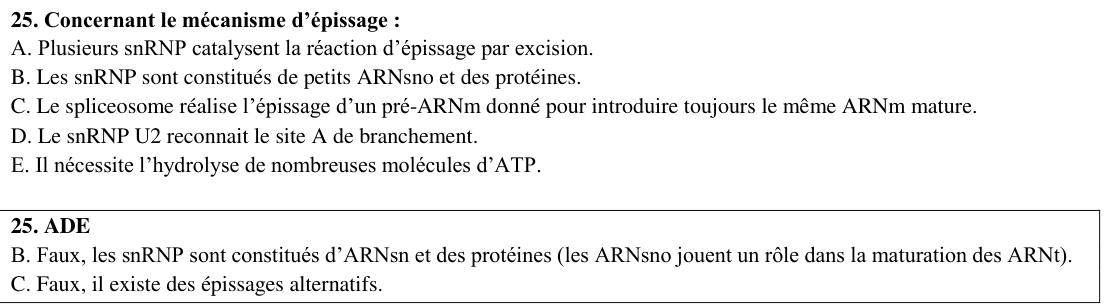 25. Concernant le mécanisme d’épissage :
A. Plusieurs snRNP catalysent la réaction d’épissage par excision.
B. Les snRNP sont constitués de petits ARNsno et des protéines.
C. Le spliceosome réalise l’épissage d’un pré-ARNm donné pour introduire toujours le même ARNm mature.
D. Le snRNP U2 reconnait le site A de branchement.
E. Il nécessite l’hydrolyse de nombreuses molécules d’ATP.
25. ADE
B. Faux, les snRNP sont constitués d’ARNsn et des protéines (les ARNsno jouent un rôle dans la maturation des ARNt).
C. Faux, il existe des épissages alternatifs.